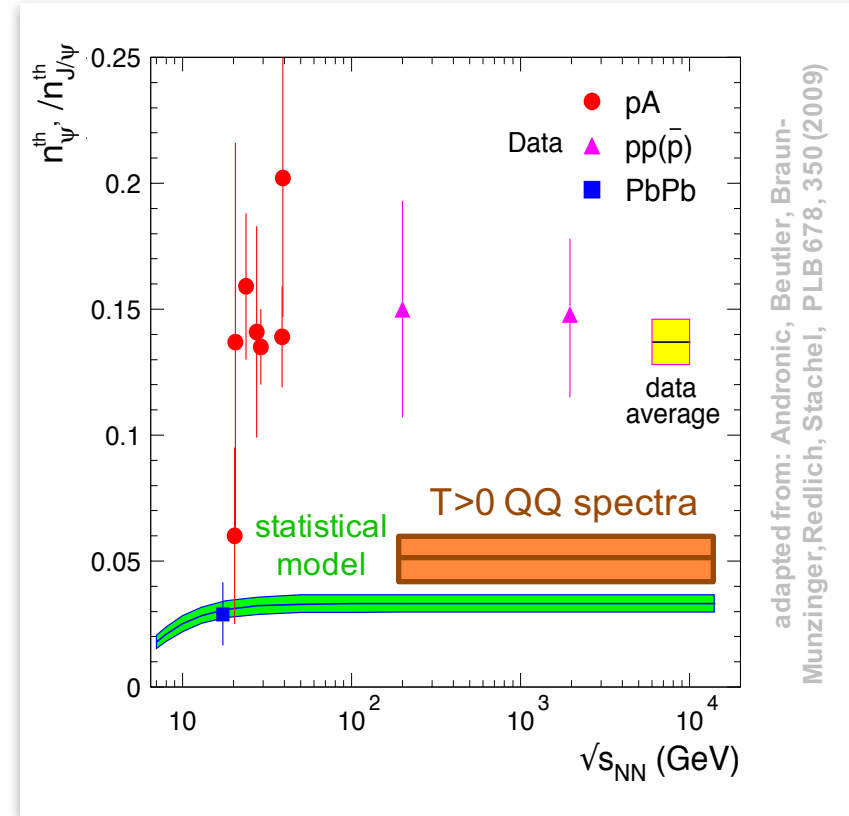 n^th_ψ' /n^th_J/ψ
0.25
0.2
0.15
0.1
0.05
0
10
10^2
10^3
10^4
√s_NN (GeV)
Data
pA
pp(p̄)
PbPb
data
average
T>0 QQ spectra
statistical
model
adapted from: Andronic, Beutler, Braun-
Munzinger,Redlich, Stachel, PLB 678, 350 (2009)